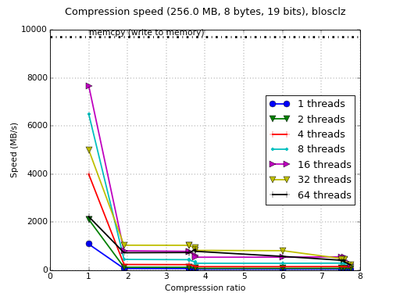 Compression speed (256.0 MB, 8 bytes, 19 bits), blosclz
10000
memcpy (write to memory)
8000
6000
4000
2000
0
Speed (MB/s)
1 threads
2 threads
4 threads
8 threads
16 threads
32 threads
64 threads
0 1 2 3 4 5 6 7 8
Compresssion ratio